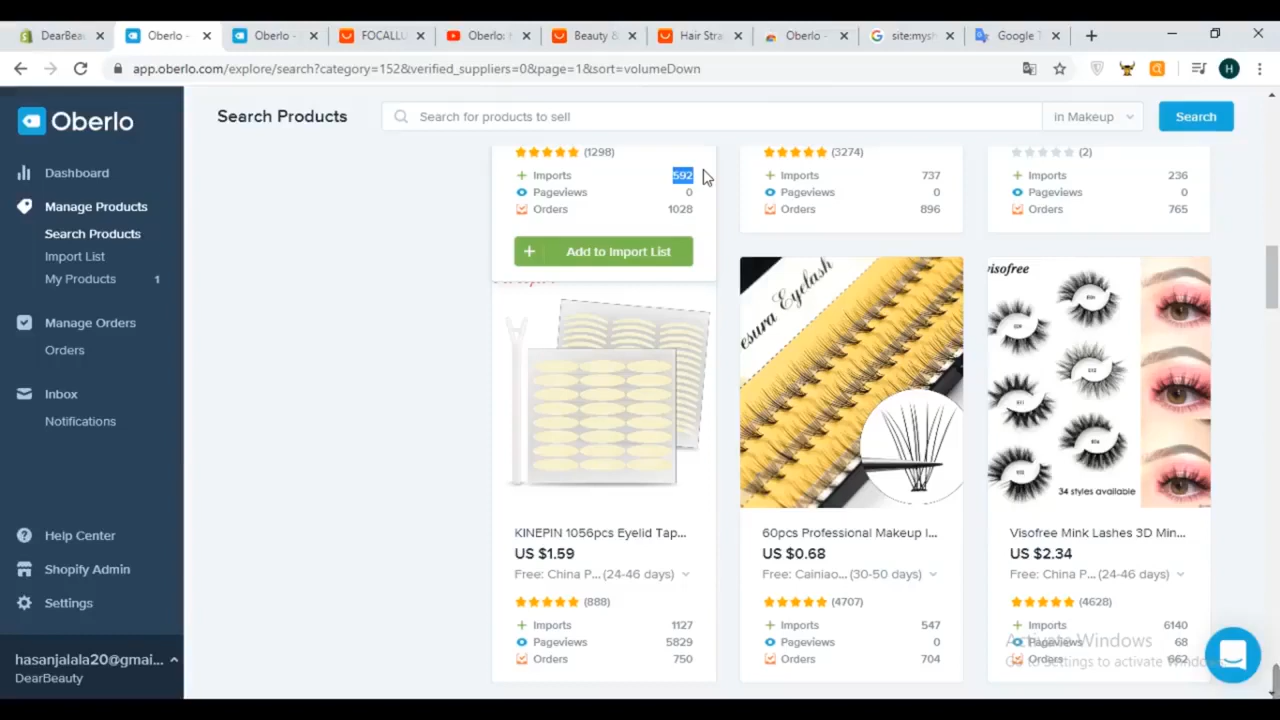 DearBeau
Oberlo -
Oberlo -
FOCALLU
Oberlo:
Beauty &
Hair Stra
Oberlo -
site:mysh
Google T
app.oberlo.com/explore/search?category=152&verified_suppliers=0&page=1&sort=volumeDown
H
Oberlo
Dashboard
Manage Products
Search Products
Import List
My Products 1
Manage Orders
Orders
Inbox
Notifications
Help Center
Shopify Admin
Settings
hasanjalala20@gmai...
DearBeauty
Search Products
Search for products to sell
in Makeup
Search
(1298)
Imports 592
Pageviews 0
Orders 1028
Add to Import List
(3274)
Imports 737
Pageviews 0
Orders 896
(2)
Imports 236
Pageviews 0
Orders 765
KINEPIN 1056pcs Eyelid Tap...
US $1.59
Free: China P... (24-46 days)
(888)
Imports 1127
Pageviews 5829
Orders 750
esura Eyelash
60pcs Professional Makeup I...
US $0.68
Free: Cainiao... (30-50 days)
(4707)
Imports 547
Pageviews 0
Orders 704
visofree
34 styles available
Visofree Mink Lashes 3D Min...
US $2.34
Free: China P... (24-46 days)
(4628)
Imports 6140
Pageviews 68
Orders 662
Activate Windows
Go to Settings to activate Windows.